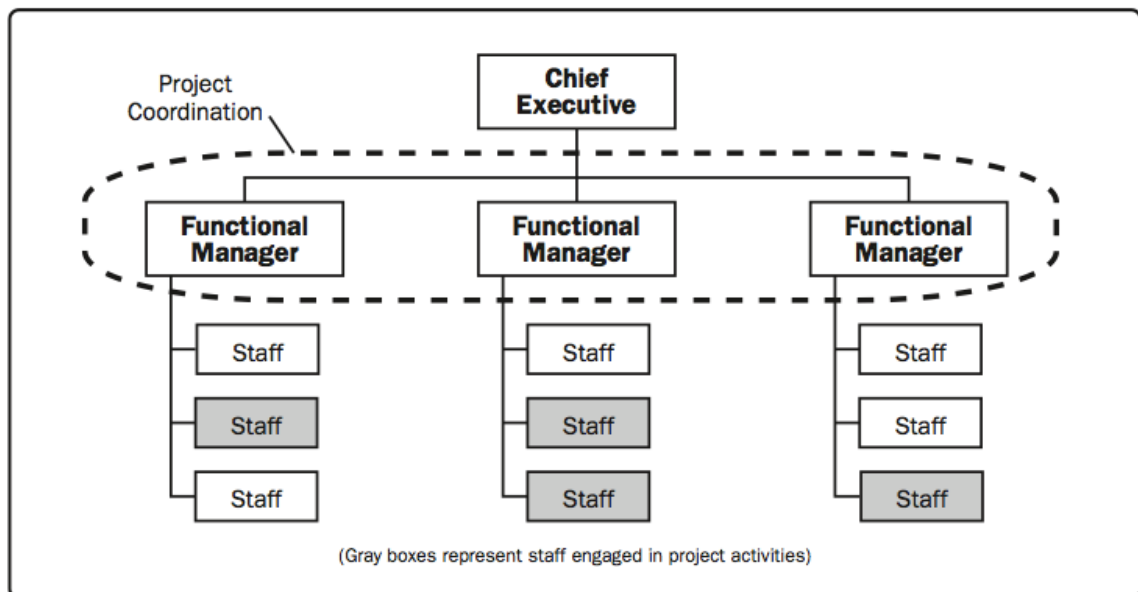 Project
Coordination
Chief
Executive
Functional
Manager
Functional
Manager
Functional
Manager
Staff
Staff
Staff
Staff
Staff
Staff
Staff
Staff
Staff
(Gray boxes represent staff engaged in project activities)